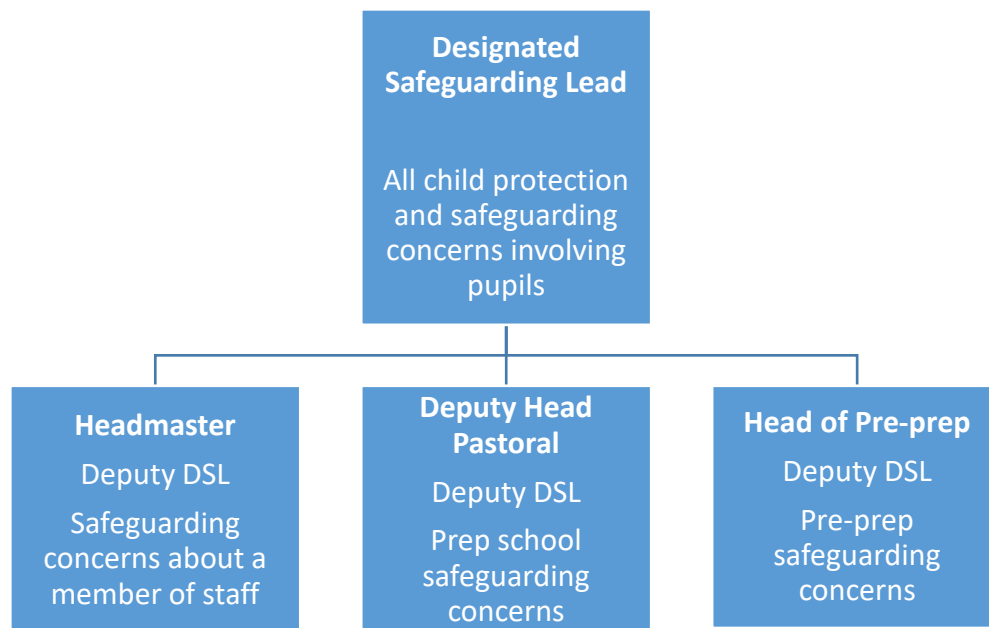 Designated
Safeguarding Lead
All child protection
and safeguarding
concerns involving
pupils
Headmaster
Deputy DSL
Safeguarding
concerns about a
member of staff
Deputy Head
Pastoral
Deputy DSL
Prep school
safeguarding
concerns
Head of Pre-prep
Deputy DSL
Pre-prep
safeguarding
concerns